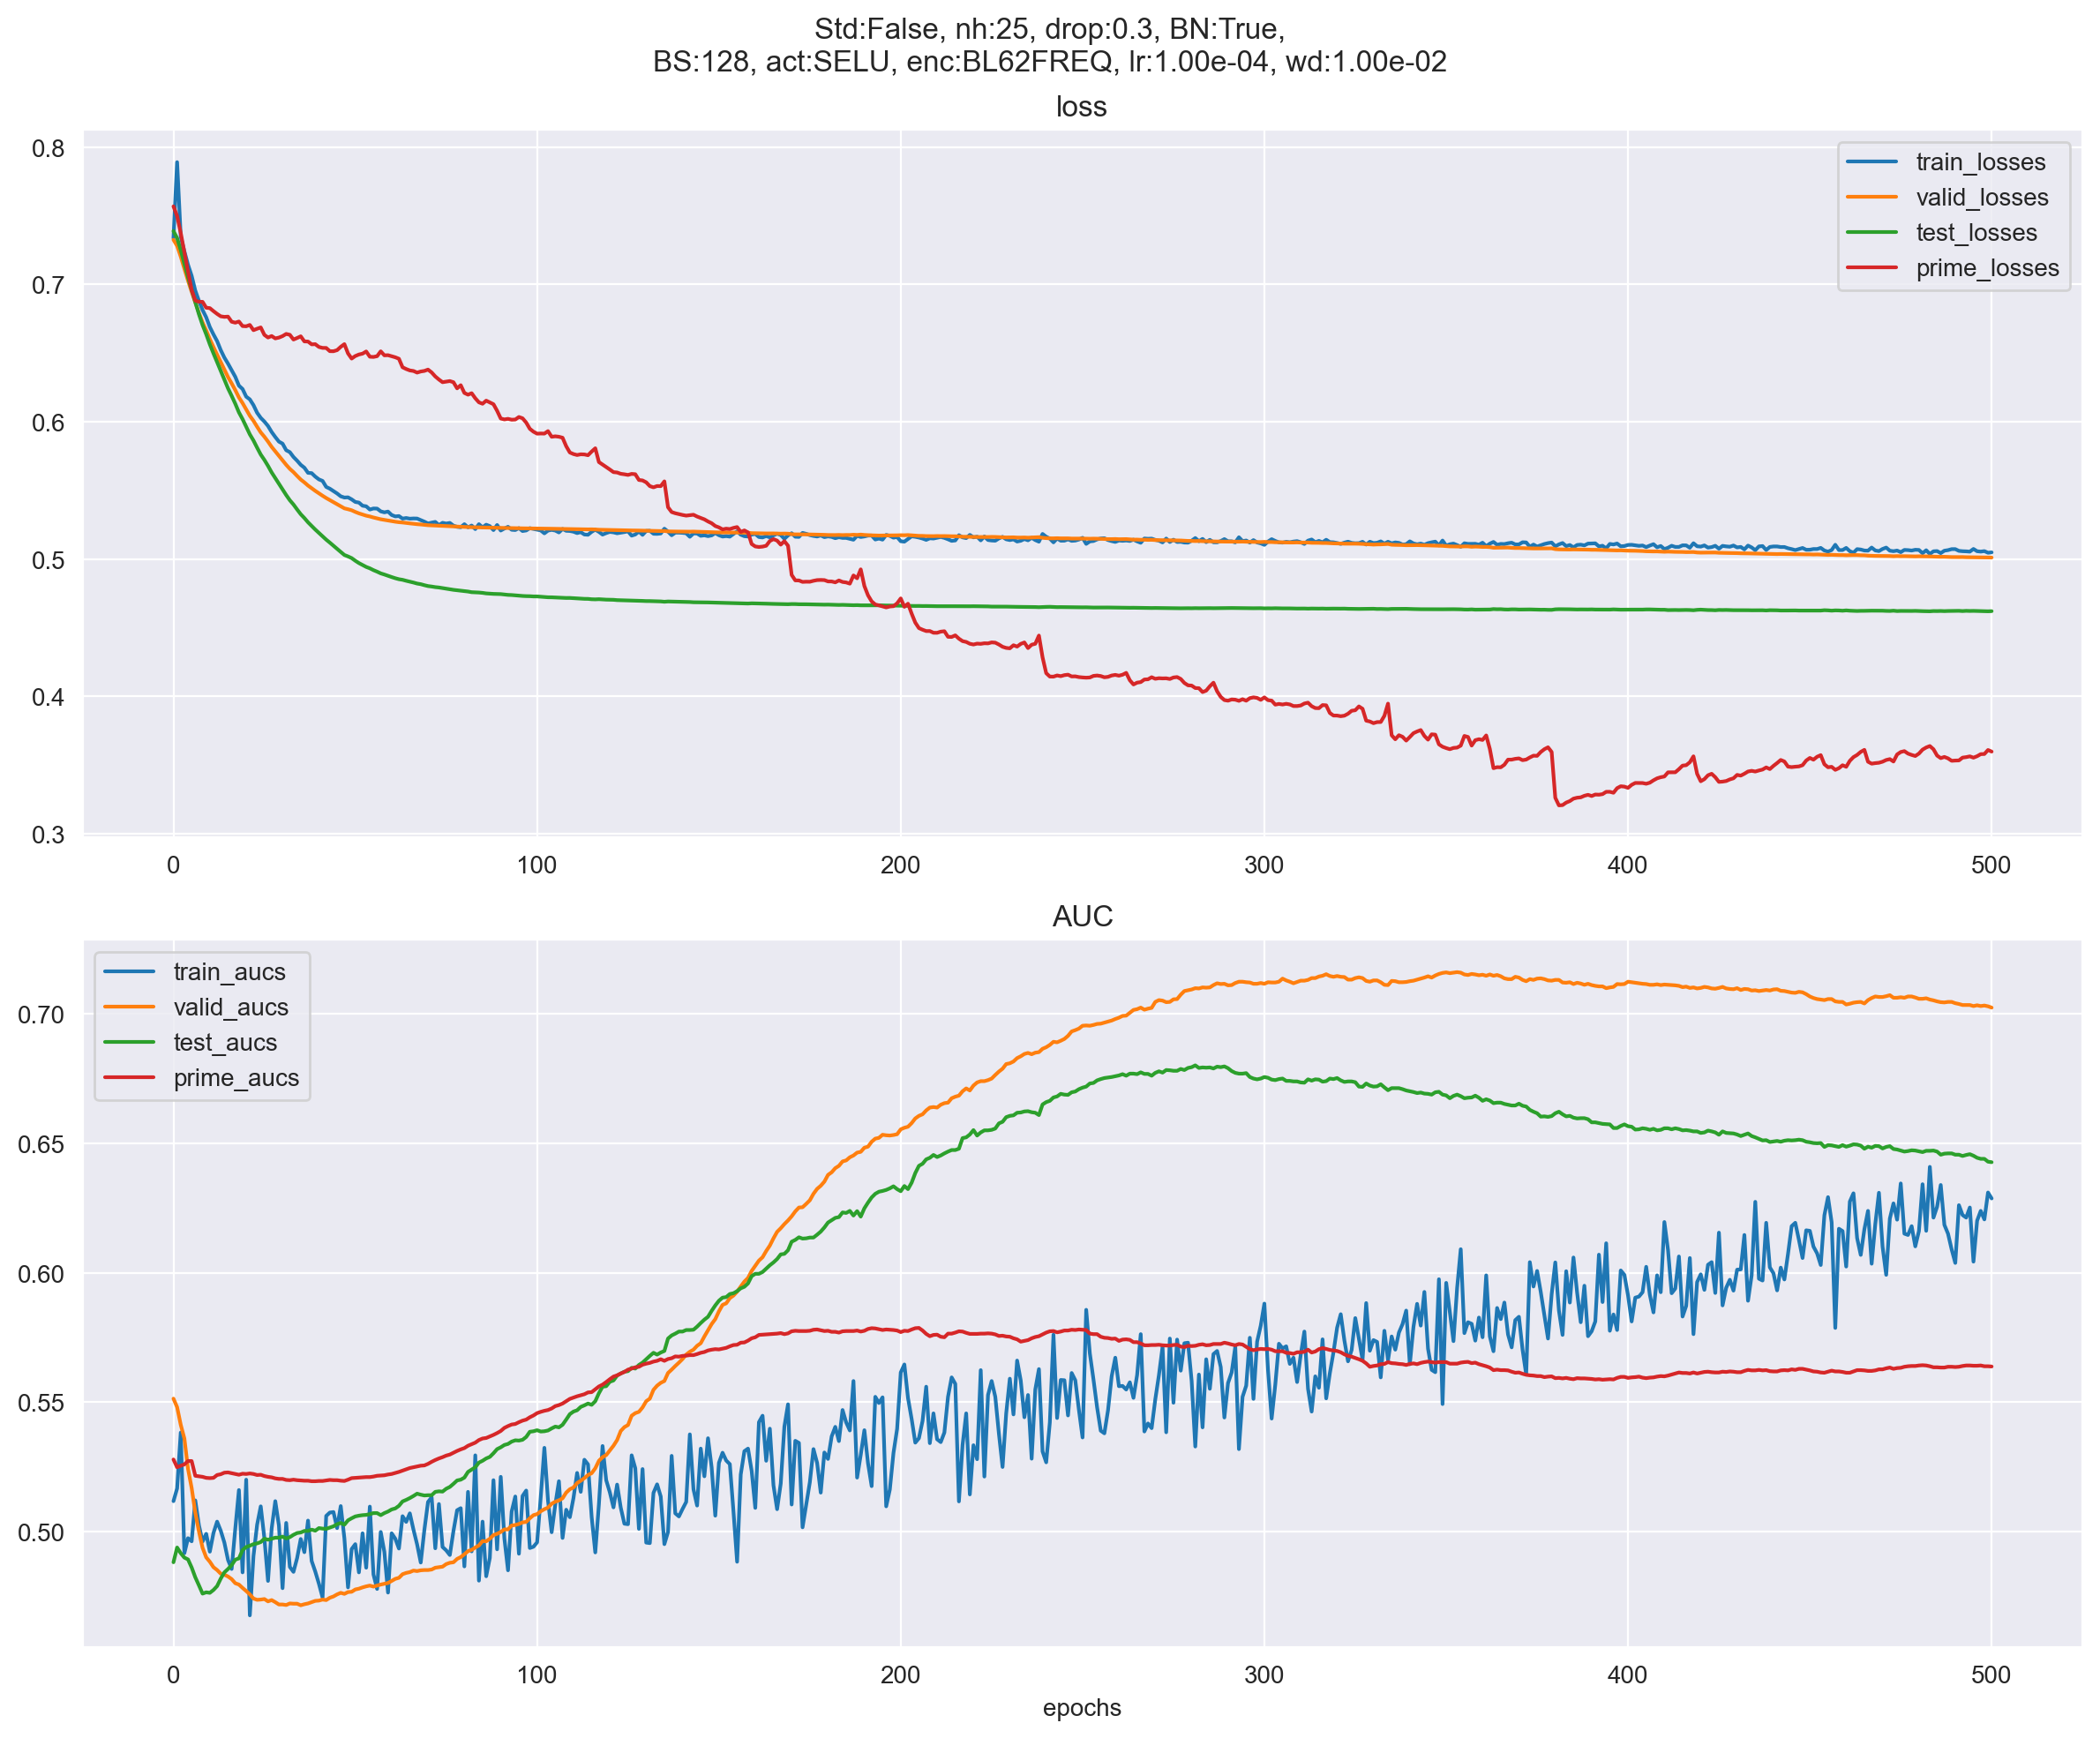 Std:False, nh:25, drop:0.3, BN:True,
BS:128, act:SELU, enc:BL62FREQ, lr:1.00e-04, wd:1.00e-02
loss
0.8
0.7
0.6
0.5
0.4
0.3
train_losses
valid_losses
test_losses
prime_losses
0 100 200 300 400 500
AUC
train_aucs
valid_aucs
test_aucs
prime_aucs
0.70
0.65
0.60
0.55
0.50
0 100 200 300 400 500
epochs